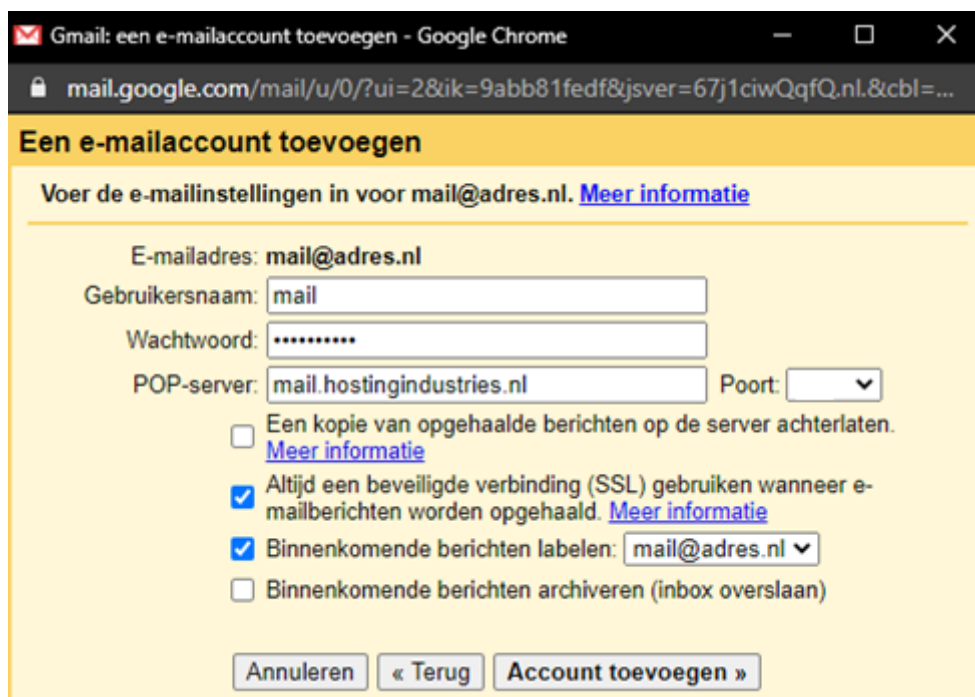 Gmail: een e-mailaccount toevoegen - Google Chrome
mail.google.com/mail/u/0/?ui=2&ik=9abb81fedf&jsver=67j1ciwQqfQ.nl.&cbl=...
Een e-mailaccount toevoegen
Voer de e-mailinstellingen in voor mail@adres.nl. Meer informatie
E-mailadres: mail@adres.nl
Gebruikersnaam: mail
Wachtwoord: ••••••••••
POP-server: mail.hostingindustries.nl Poort:
Een kopie van opgehaalde berichten op de server achterlaten.
Meer informatie
Altijd een beveiligde verbinding (SSL) gebruiken wanneer e-
mailberichten worden opgehaald. Meer informatie
Binnenkomende berichten labelen: mail@adres.nl
Binnenkomende berichten archiveren (inbox overslaan)
Annuleren « Terug Account toevoegen »